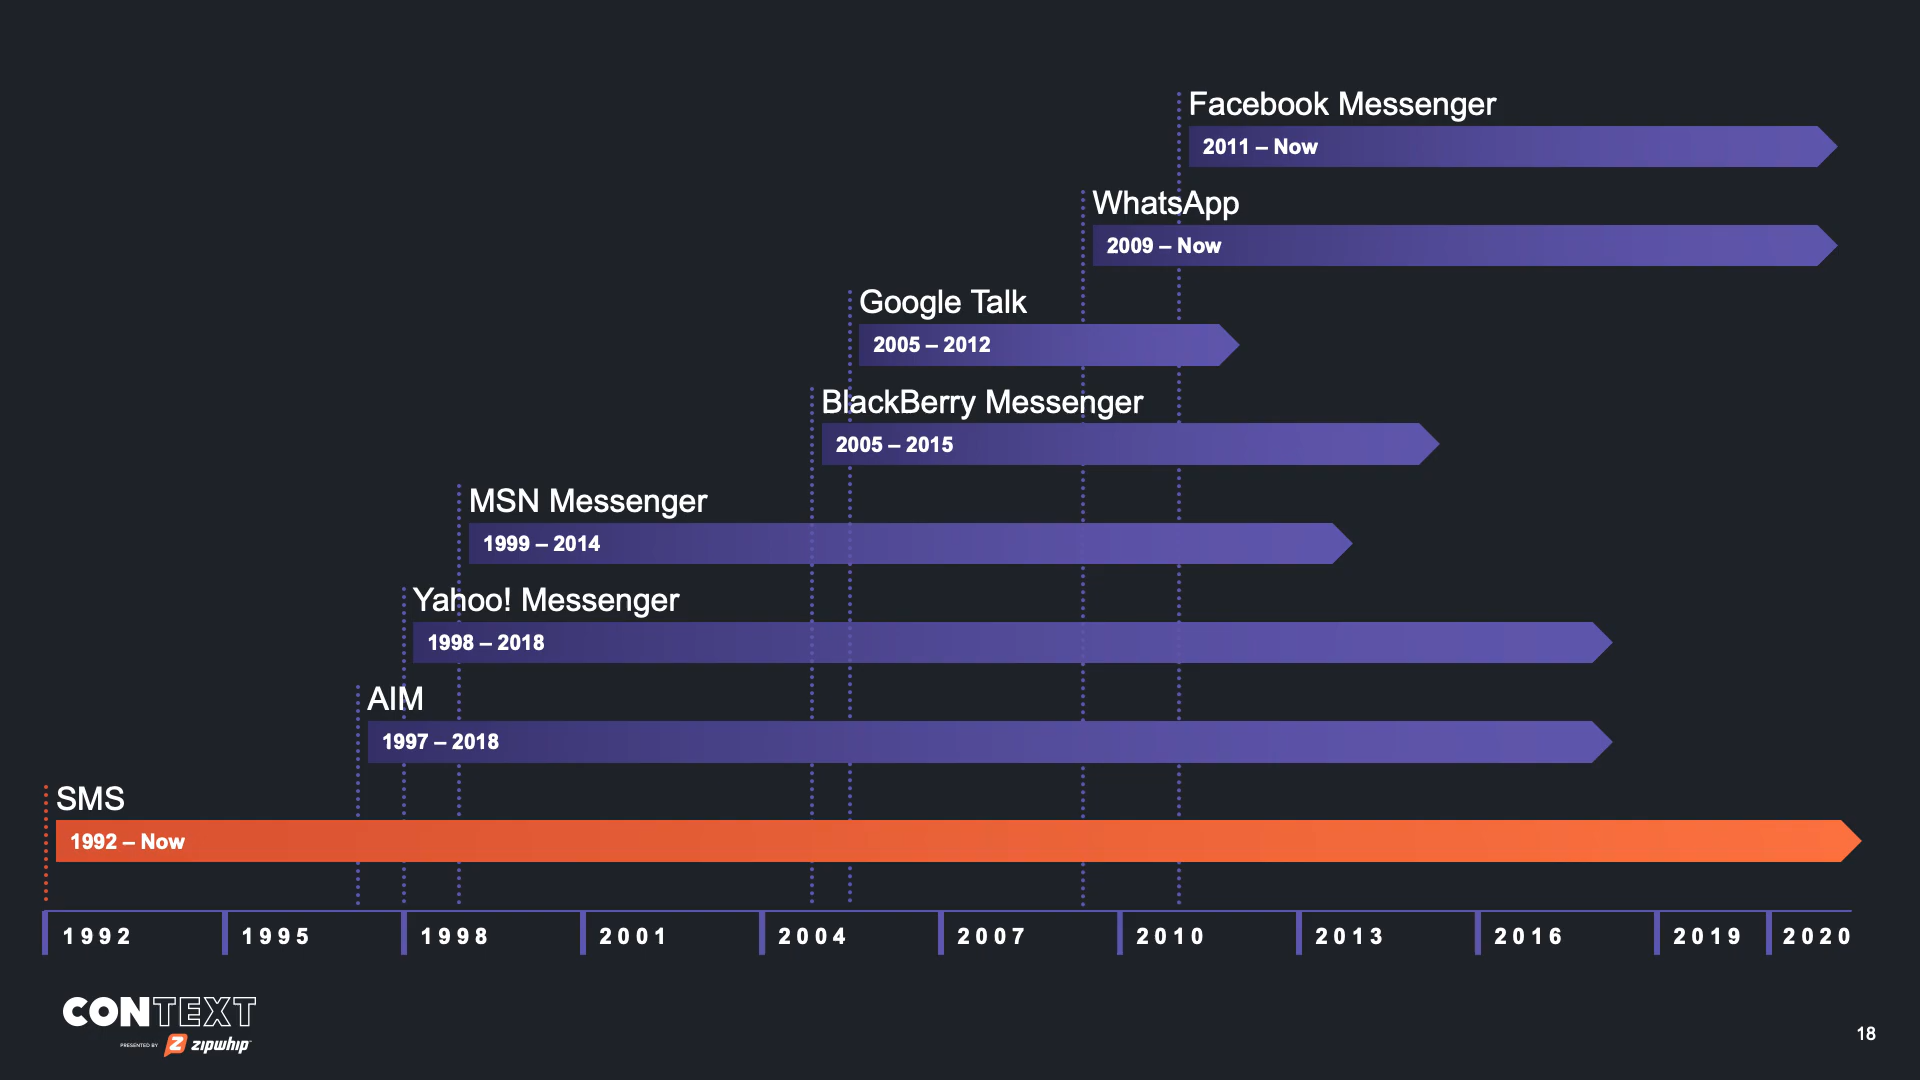 Facebook Messenger
2011 – Now
WhatsApp
2009 – Now
Google Talk
2005 – 2012
BlackBerry Messenger
2005 – 2015
MSN Messenger
1999 – 2014
Yahoo! Messenger
1998 – 2018
AIM
1997 – 2018
SMS
1992 – Now
1992 1995 1998 2001 2004 2007 2010 2013 2016 2019 2020
CONTEXT
PRESENTED BY zipwhip
18